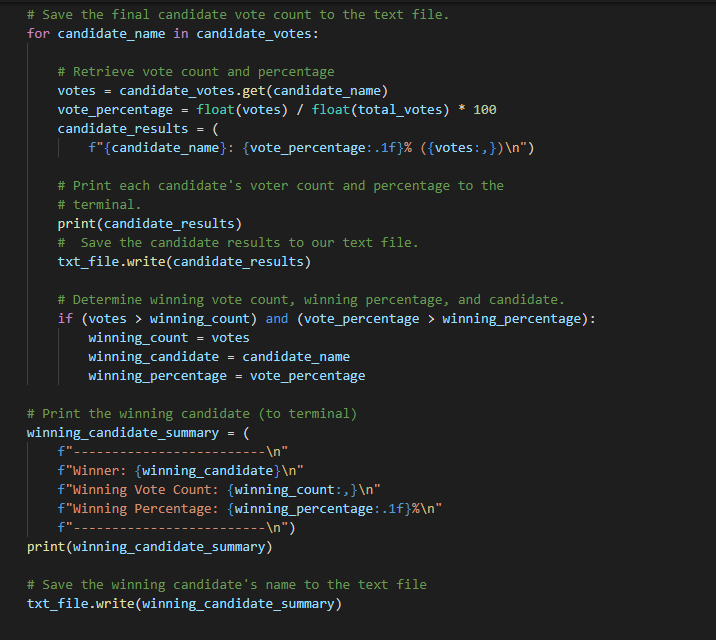 # Save the final candidate vote count to the text file.
for candidate_name in candidate_votes:
# Retrieve vote count and percentage
votes = candidate_votes.get(candidate_name)
vote_percentage = float(votes) / float(total_votes) * 100
candidate_results = (
f"{candidate_name}: {vote_percentage:.1f}% ({votes:,})\n")
# Print each candidate's voter count and percentage to the
# terminal.
print(candidate_results)
#  Save the candidate results to our text file.
txt_file.write(candidate_results)
# Determine winning vote count, winning percentage, and candidate.
if (votes > winning_count) and (vote_percentage > winning_percentage):
winning_count = votes
winning_candidate = candidate_name
winning_percentage = vote_percentage
# Print the winning candidate (to terminal)
winning_candidate_summary = (
f"-------------------------\n"
f"Winner: {winning_candidate}\n"
f"Winning Vote Count: {winning_count:,}\n"
f"Winning Percentage: {winning_percentage:.1f}%\n"
f"-------------------------\n")
print(winning_candidate_summary)
# Save the winning candidate's name to the text file
txt_file.write(winning_candidate_summary)